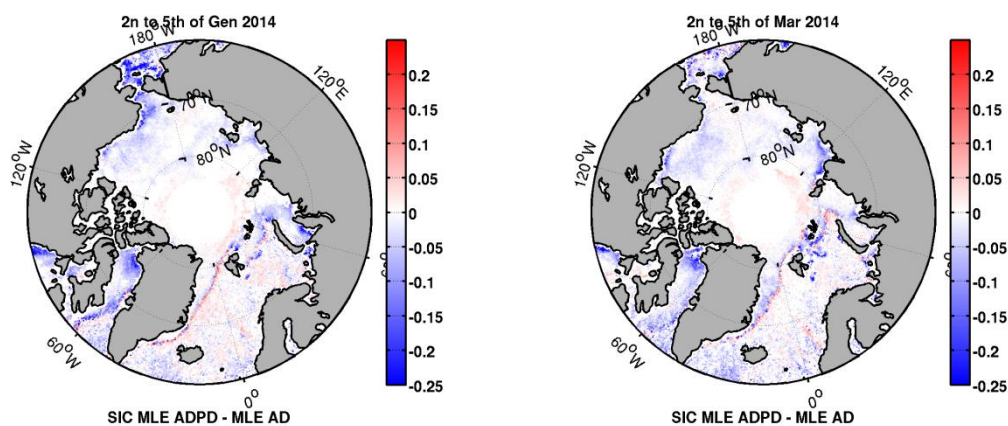 2n to 5th of Gen 2014
180°W
120°E
70°N
80°N
120°W
60°W
0°
0.2
0.15
0.1
0.05
0
-0.05
-0.1
-0.15
-0.2
-0.25
SIC MLE ADPD - MLE AD
2n to 5th of Mar 2014
180°W
120°E
70°N
80°N
120°W
60°W
0°
0.2
0.15
0.1
0.05
0
-0.05
-0.1
-0.15
-0.2
-0.25
SIC MLE ADPD - MLE AD